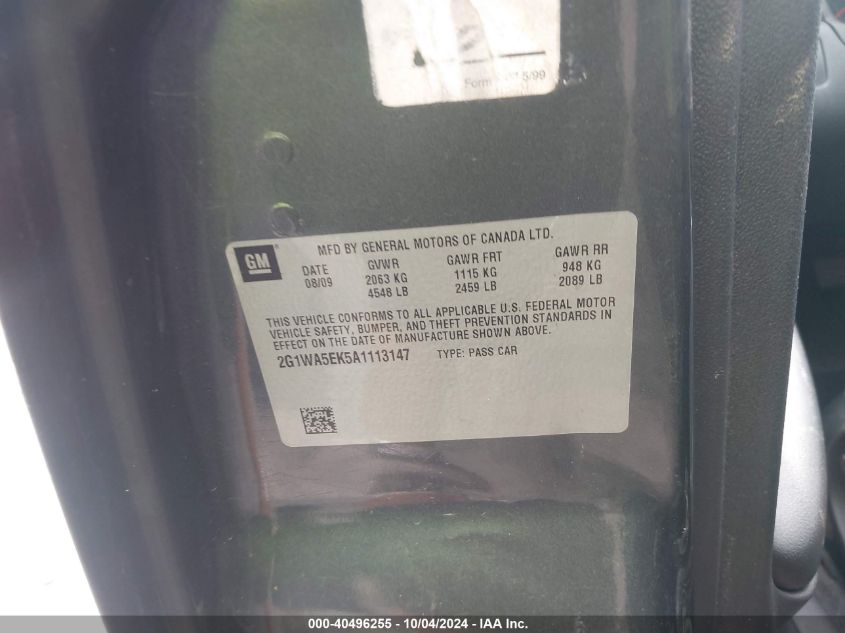 Form 5/99
GM
MFD BY GENERAL MOTORS OF CANADA LTD.
DATE GVWR GAWR FRT GAWR RR
08/09 2063 KG 1115 KG 948 KG
4548 LB 2459 LB 2089 LB
THIS VEHICLE CONFORMS TO ALL APPLICABLE U.S. FEDERAL MOTOR
VEHICLE SAFETY, BUMPER, AND THEFT PREVENTION STANDARDS IN
EFFECT ON THE DATE OF MANUFACTURE SHOWN ABOVE.
2G1WA5EK5A1113147 TYPE: PASS CAR
000-40496255 - 10/04/2024 - IAA Inc.